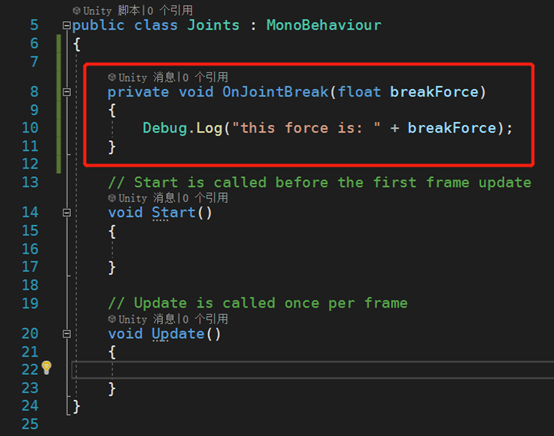 Unity 脚本|0 个引用
5 public class Joints : MonoBehaviour
6 {
7
Unity 消息|0 个引用
8 private void OnJointBreak(float breakForce)
9 {
10 Debug.Log("this force is: " + breakForce);
11 }
12
13 // Start is called before the first frame update
Unity 消息|0 个引用
14 void Start()
15 {
16
17 }
18
19 // Update is called once per frame
Unity 消息|0 个引用
20 void Update()
21 {
22
23 }
24 }
25